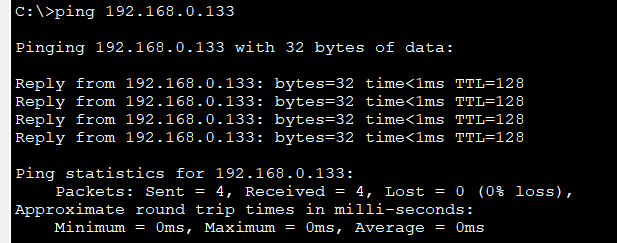 C:\>ping 192.168.0.133
Pinging 192.168.0.133 with 32 bytes of data:
Reply from 192.168.0.133: bytes=32 time<1ms TTL=128
Reply from 192.168.0.133: bytes=32 time<1ms TTL=128
Reply from 192.168.0.133: bytes=32 time<1ms TTL=128
Reply from 192.168.0.133: bytes=32 time<1ms TTL=128
Ping statistics for 192.168.0.133:
    Packets: Sent = 4, Received = 4, Lost = 0 (0% loss),
Approximate round trip times in milli-seconds:
    Minimum = 0ms, Maximum = 0ms, Average = 0ms